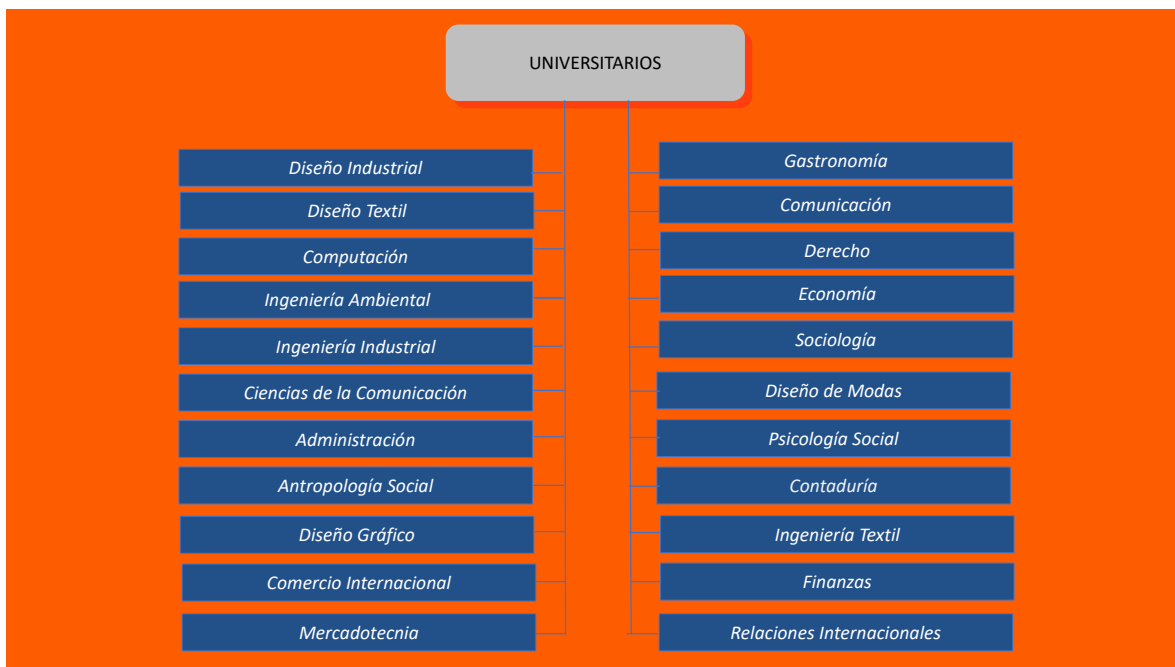 UNIVERSITARIOS
Diseño Industrial
Diseño Textil
Computación
Ingeniería Ambiental
Ingeniería Industrial
Ciencias de la Comunicación
Administración
Antropología Social
Diseño Gráfico
Comercio Internacional
Mercadotecnia
Gastronomía
Comunicación
Derecho
Economía
Sociología
Diseño de Modas
Psicología Social
Contaduría
Ingeniería Textil
Finanzas
Relaciones Internacionales